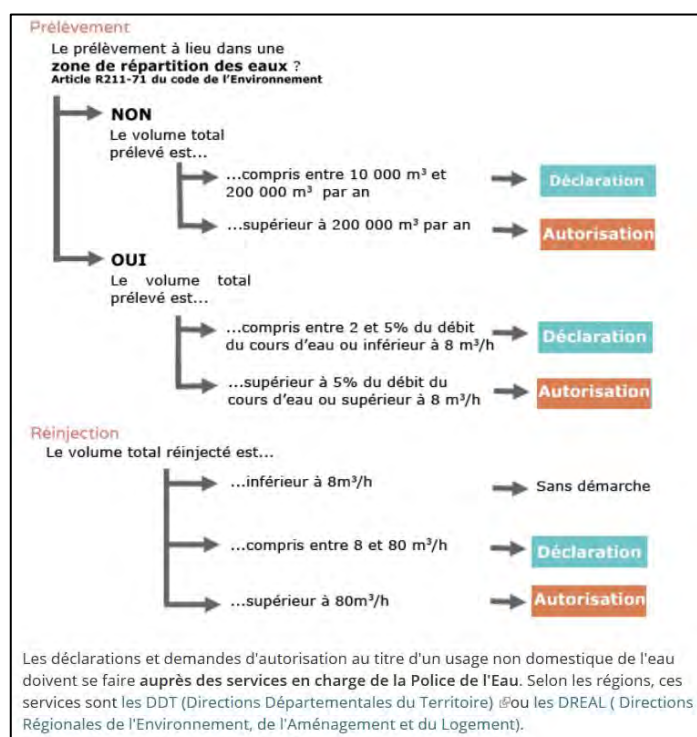 Prélèvement
Le prélèvement à lieu dans une
zone de répartition des eaux ?
Article R211-71 du code de l'Environnement
NON
Le volume total
prélevé est...
...compris entre 10 000 m³ et
200 000 m³ par an
Déclaration
...supérieur à 200 000 m³ par an
Autorisation
OUI
Le volume total
prélevé est...
...compris entre 2 et 5% du débit
du cours d'eau ou inférieur à 8 m³/h
Déclaration
...supérieur à 5% du débit du
cours d'eau ou supérieur à 8 m³/h
Autorisation
Réinjection
Le volume total réinjecté est...
...inférieur à 8m³/h
Sans démarche
...compris entre 8 et 80 m³/h
Déclaration
...supérieur à 80m³/h
Autorisation
Les déclarations et demandes d'autorisation au titre d'un usage non domestique de l'eau
doivent se faire auprès des services en charge de la Police de l'Eau. Selon les régions, ces
services sont les DDT (Directions Départementales du Territoire) ou les DREAL ( Directions
Régionales de l'Environnement, de l'Aménagement et du Logement).